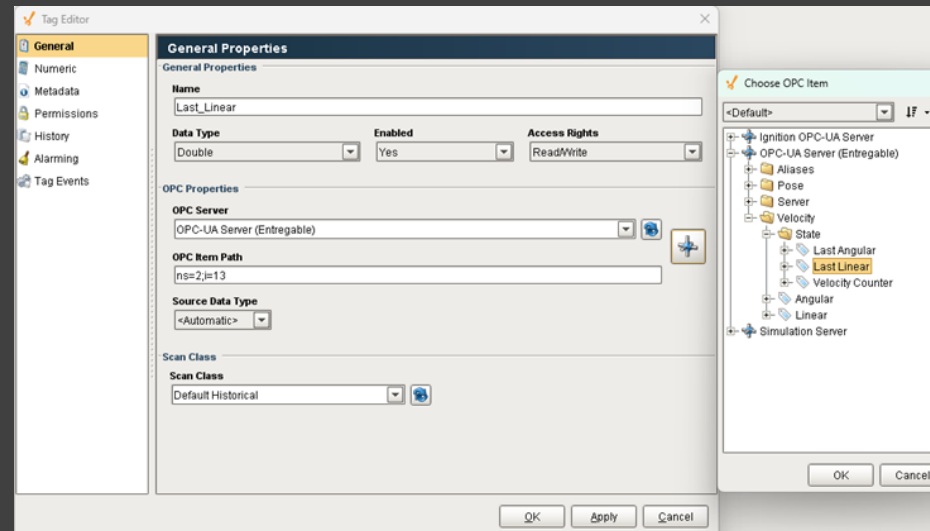 Tag Editor
General
Numeric
Metadata
Permissions
History
Alarming
Tag Events
General Properties
General Properties
Name
Last_Linear
Data Type Enabled Access Rights
Double Yes Read/Write
OPC Properties
OPC Server
OPC-UA Server (Entregable)
OPC Item Path
ns=2;i=13
Source Data Type
<Automatic>
Scan Class
Scan Class
Default Historical
OK Apply Cancel
Choose OPC Item
<Default>
Ignition OPC-UA Server
OPC-UA Server (Entregable)
Aliases
Pose
Server
Velocity
State
Last Angular
Last Linear
Velocity Counter
Angular
Linear
Simulation Server
OK Cancel